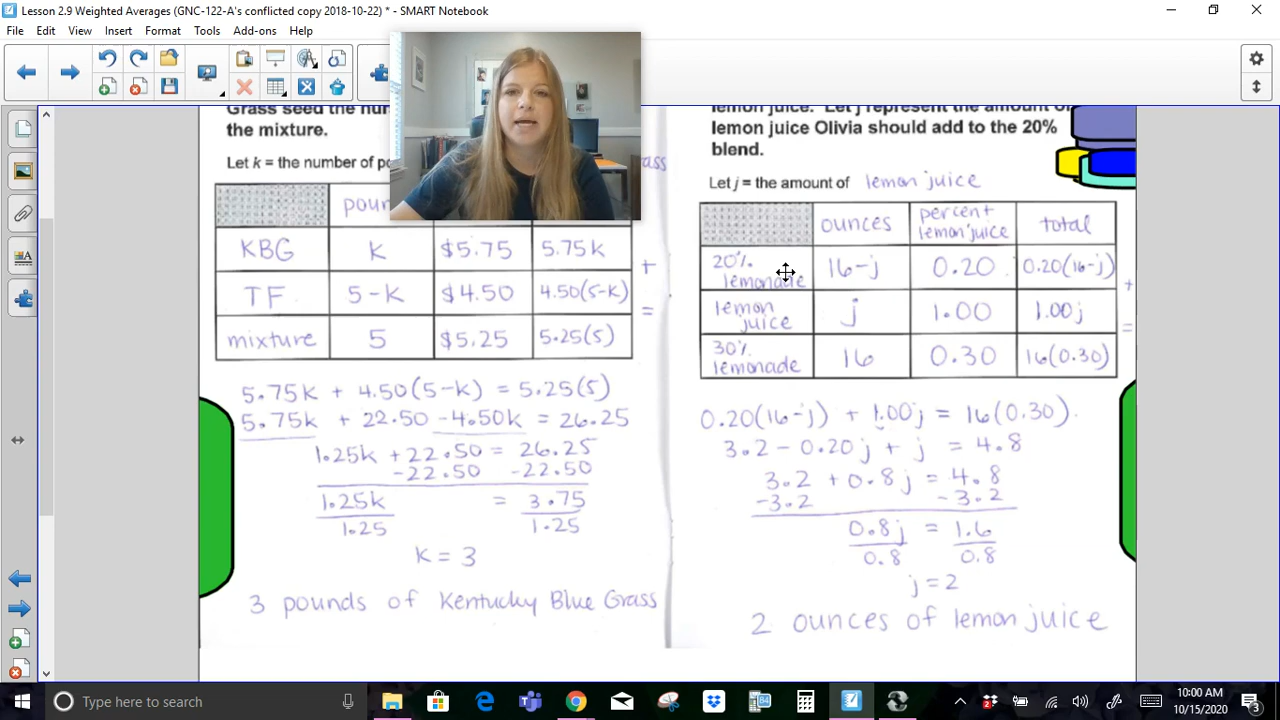 Lesson 2.9 Weighted Averages (GNC-122-A's conflicted copy 2018-10-22) * - SMART Notebook
File Edit View Insert Format Tools Add-ons Help
Grass seed the
the mixture.
Let k = the number of
KBG K $5.75 5.75k +
TF 5-K $4.50 4.50(5-k) =
mixture 5 $5.25 5.25(5)
5.75k + 4.50(5-k) = 5.25(5)
5.75k + 22.50 -4.50k = 26.25
1.25k +22.50 = 26.25
-22.50 -22.50
1.25k = 3.75
1.25 1.25
K = 3
3 pounds of Kentucky Blue Grass
lemon juice. Let j represent the amount of
lemon juice Olivia should add to the 20%
blend.
Let j = the amount of lemon juice
ounces percent lemon juice total
20% lemonade 16-j 0.20 0.20(16-j) +
lemon juice j 1.00 1.00j =
30% lemonade 16 0.30 16(0.30)
0.20(16-j) + 1.00j = 16(0.30)
3.2 - 0.20j + j = 4.8
3.2 + 0.8j = 4.8
-3.2 -3.2
0.8j = 1.6
0.8 0.8
j = 2
2 ounces of lemon juice
Type here to search
10:00 AM
10/15/2020